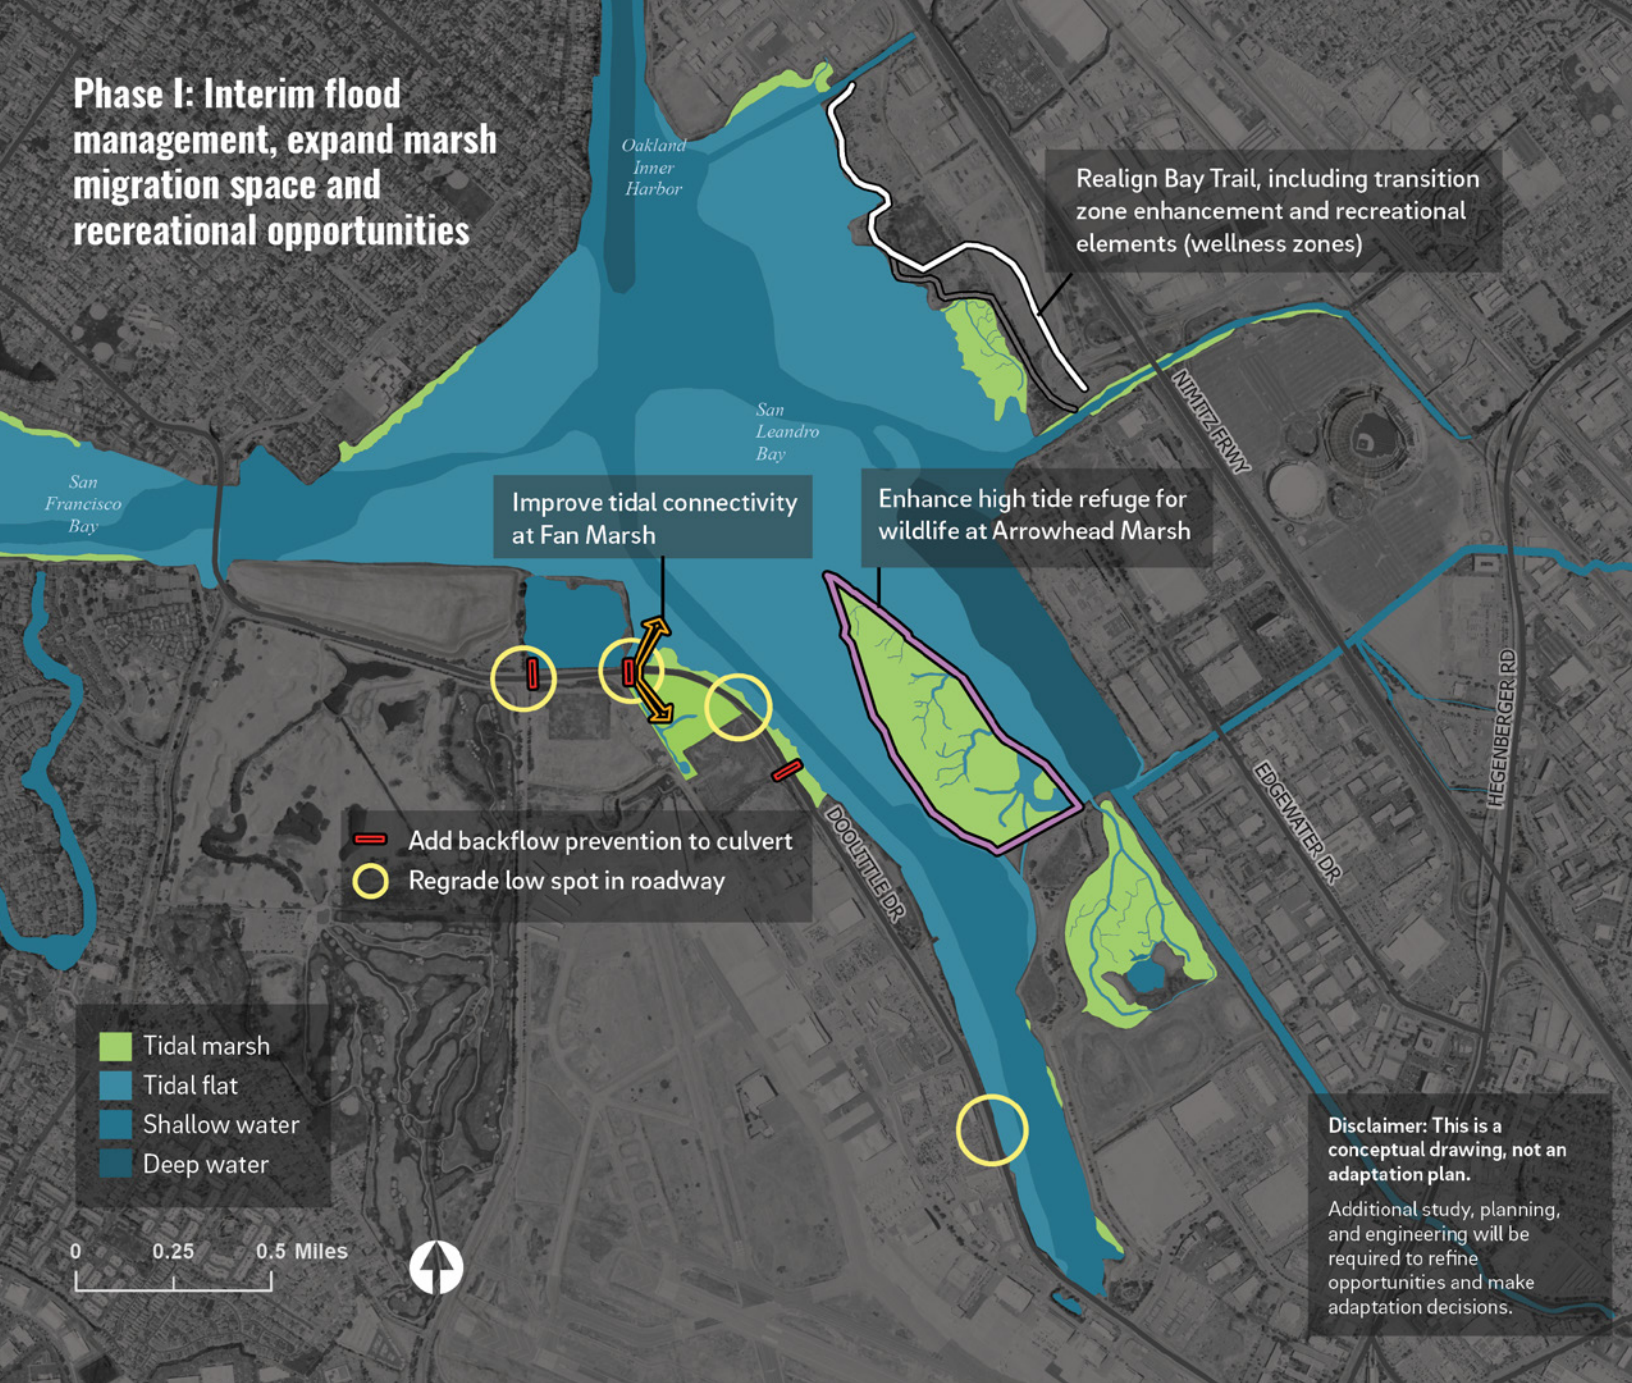 Phase I: Interim flood
management, expand marsh
migration space and
recreational opportunities
Oakland
Inner
Harbor
Realign Bay Trail, including transition
zone enhancement and recreational
elements (wellness zones)
NIMITZ FRWY
San
Leandro
Bay
San
Francisco
Bay
Improve tidal connectivity
at Fan Marsh
Enhance high tide refuge for
wildlife at Arrowhead Marsh
HEGENBERGER RD
EDGEWATER DR
DOOLITTLE DR
Add backflow prevention to culvert
Regrade low spot in roadway
Tidal marsh
Tidal flat
Shallow water
Deep water
0 0.25 0.5 Miles
Disclaimer: This is a
conceptual drawing, not an
adaptation plan.
Additional study, planning,
and engineering will be
required to refine
opportunities and make
adaptation decisions.